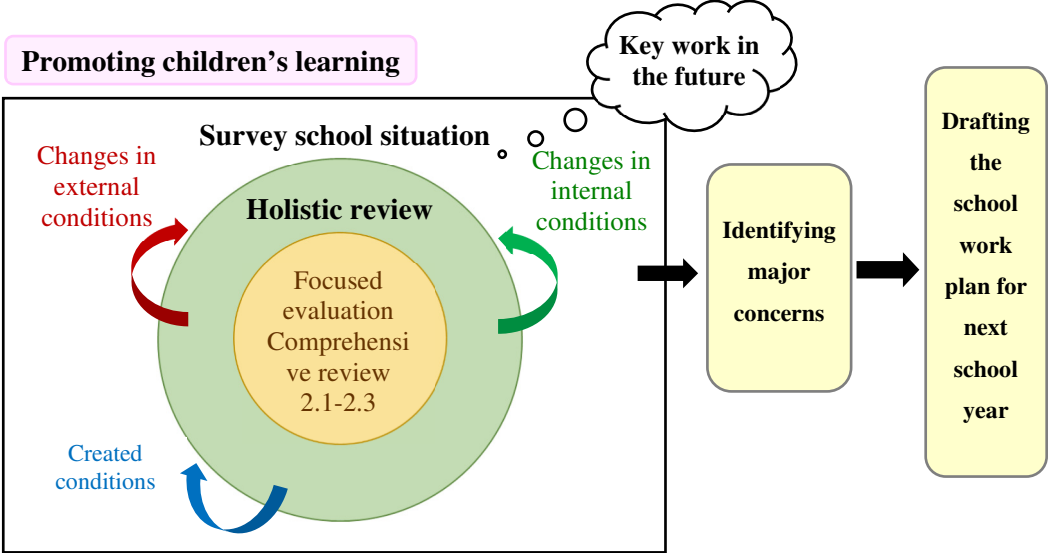 Promoting children's learning
Key work in
the future
Survey school situation
Changes in
external
conditions
Changes in
internal
conditions
Holistic review
Focused
evaluation
Comprehensi
ve review
2.1-2.3
Created
conditions
Identifying
major
concerns
Drafting
the
school
work
plan for
next
school
year